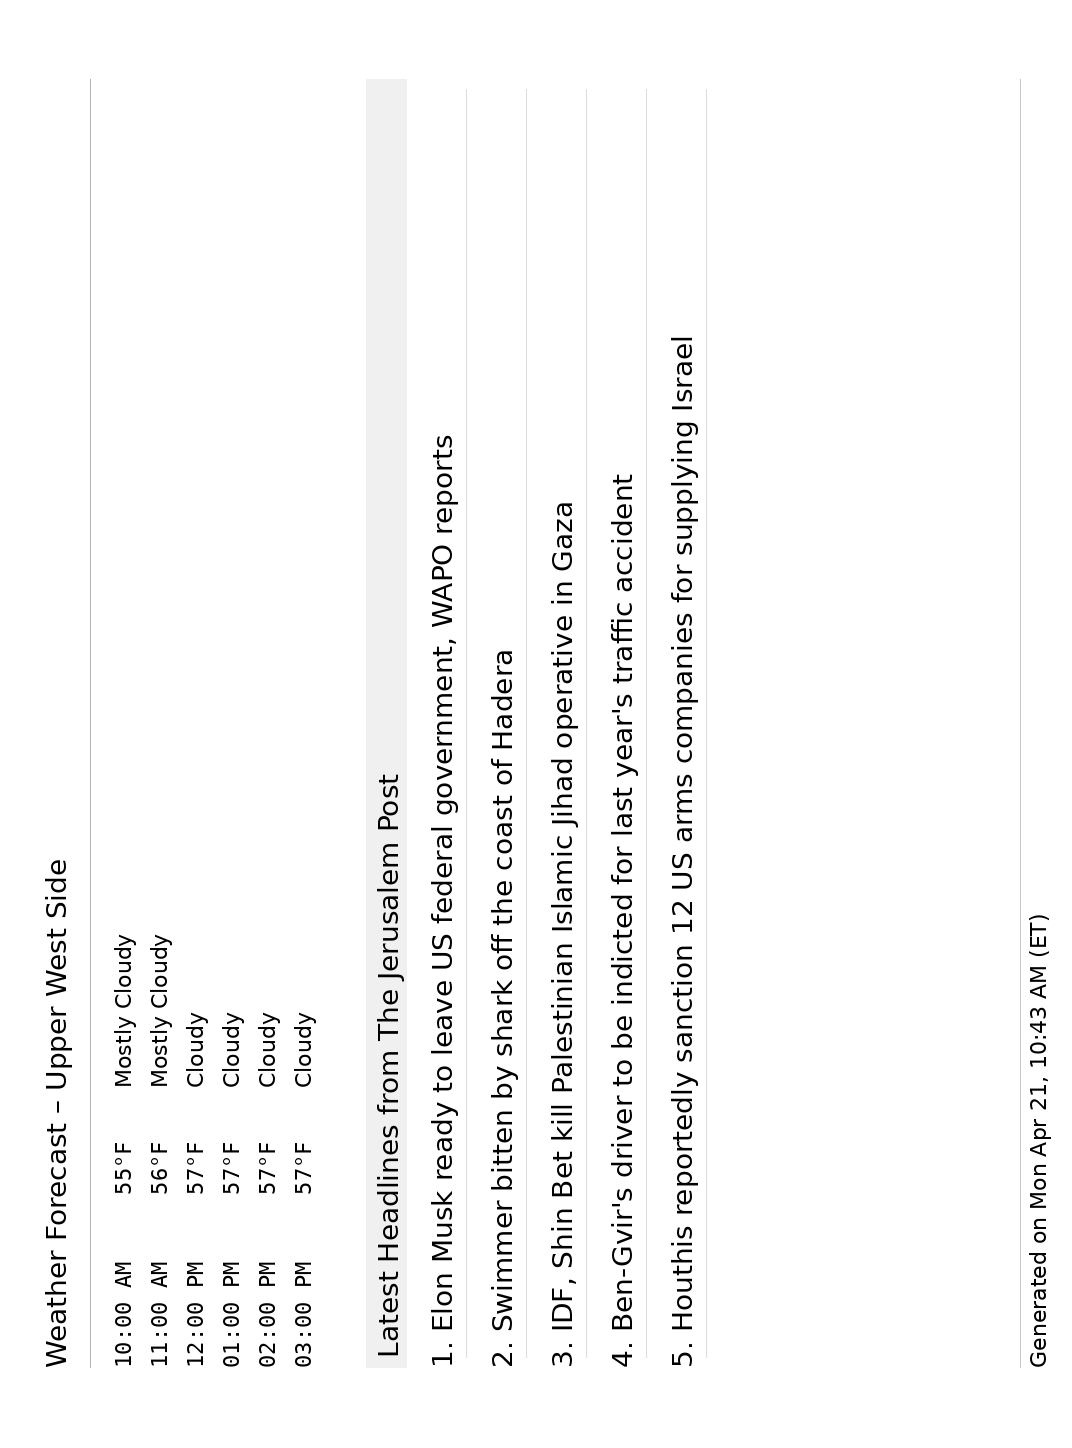 Weather Forecast – Upper West Side
10:00 AM 55°F Mostly Cloudy
11:00 AM 56°F Mostly Cloudy
12:00 PM 57°F Cloudy
01:00 PM 57°F Cloudy
02:00 PM 57°F Cloudy
03:00 PM 57°F Cloudy
Latest Headlines from The Jerusalem Post
1. Elon Musk ready to leave US federal government, WAPO reports
2. Swimmer bitten by shark off the coast of Hadera
3. IDF, Shin Bet kill Palestinian Islamic Jihad operative in Gaza
4. Ben-Gvir's driver to be indicted for last year's traffic accident
5. Houthis reportedly sanction 12 US arms companies for supplying Israel
Generated on Mon Apr 21, 10:43 AM (ET)